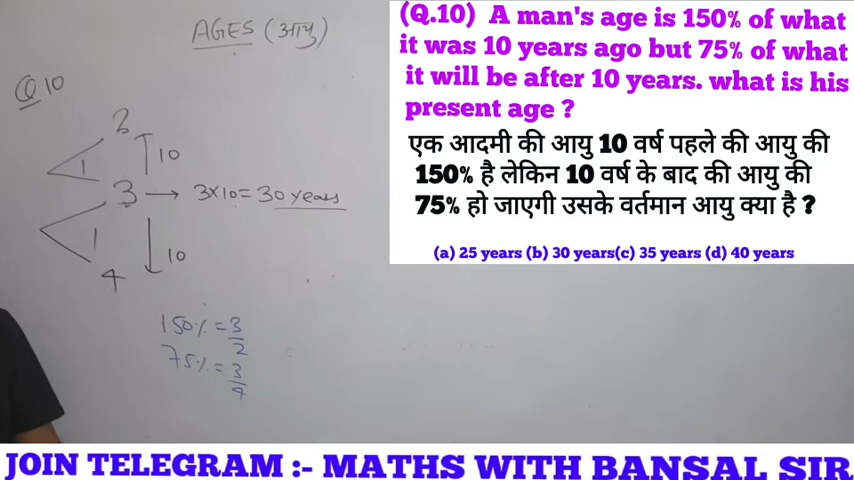 AGES (आयु)
Q 10
2
1
10
3 → 3×10 = 30 years
1
10
4
150% = 3/2
75% = 3/4
(Q.10) A man's age is 150% of what
it was 10 years ago but 75% of what
it will be after 10 years. what is his
present age ?
एक आदमी की आयु 10 वर्ष पहले की आयु की
150% है लेकिन 10 वर्ष के बाद की आयु की
75% हो जाएगी उसके वर्तमान आयु क्या है ?
(a) 25 years (b) 30 years(c) 35 years (d) 40 years
JOIN TELEGRAM :- MATHS WITH BANSAL SIR